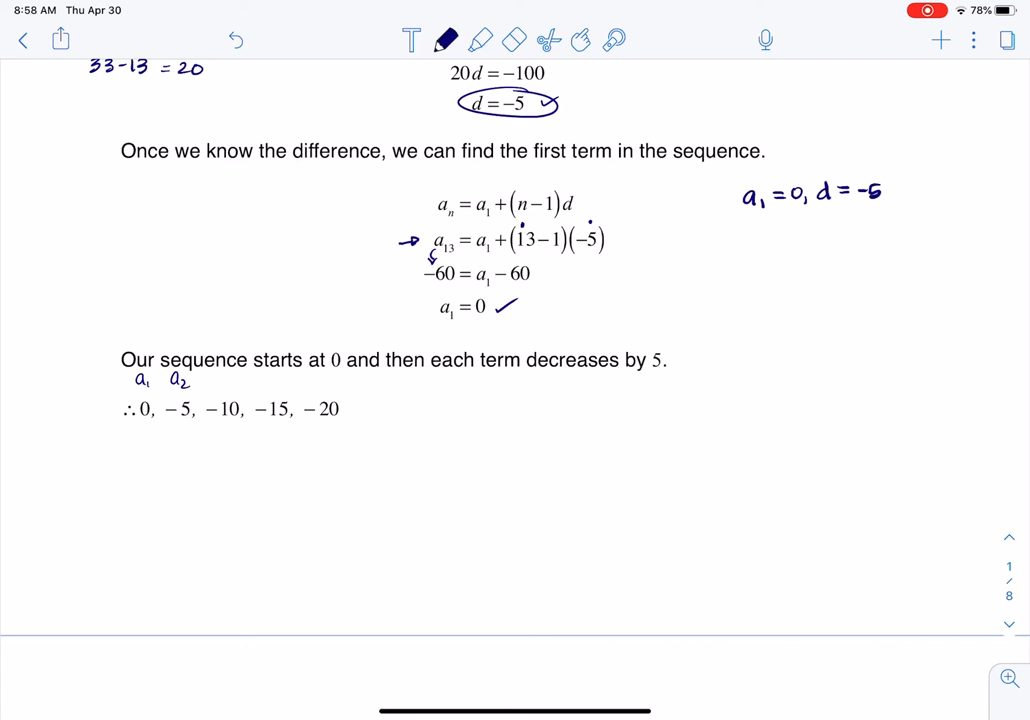 8:58 AM Thu Apr 30
78%
33-13 = 20
20d = −100
d = −5 ✓
Once we know the difference, we can find the first term in the sequence.
a₁ = 0, d = -5
aₙ = a₁ + (n − 1)d
→ a₁₃ = a₁ + (13 − 1)(−5)
−60 = a₁ − 60
a₁ = 0 ✓
Our sequence starts at 0 and then each term decreases by 5.
a₁ a₂
∴ 0, − 5, − 10, − 15, − 20
1
/
8